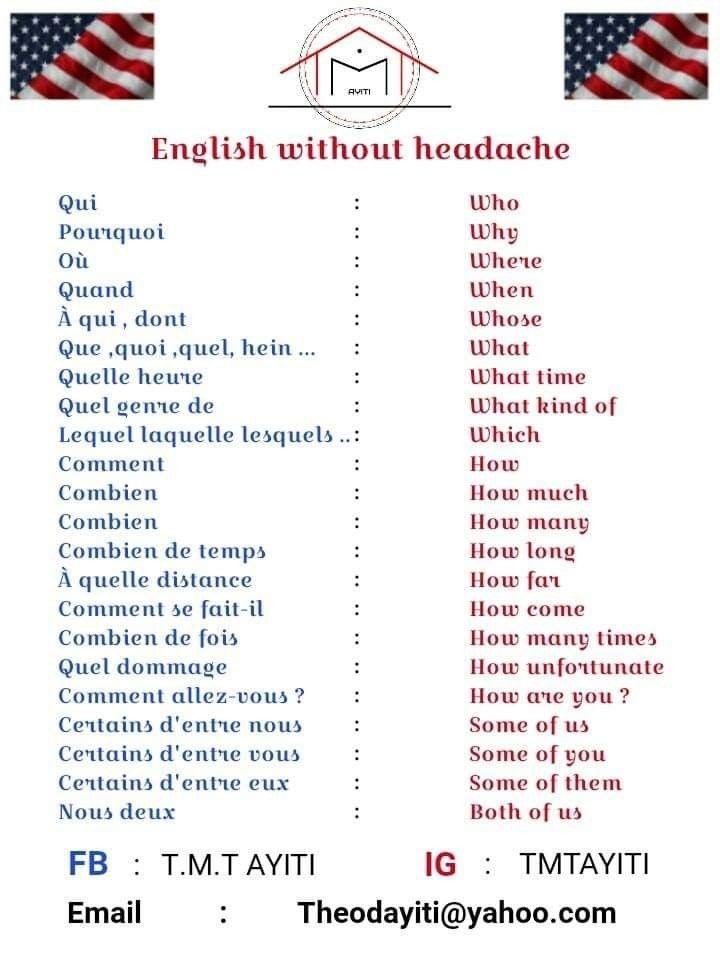 AYITI
English without headache
Qui : Who
Pourquoi : Why
Où : Where
Quand : When
À qui , dont : Whose
Que ,quoi ,quel, hein ... : What
Quelle heure : What time
Quel genre de : What kind of
Lequel laquelle lesquels ..: Which
Comment : How
Combien : How much
Combien : How many
Combien de temps : How long
À quelle distance : How far
Comment se fait-il : How come
Combien de fois : How many times
Quel dommage : How unfortunate
Comment allez-vous ? : How are you ?
Certains d'entre nous : Some of us
Certains d'entre vous : Some of you
Certains d'entre eux : Some of them
Nous deux : Both of us
FB : T.M.T AYITI IG : TMTAYITI
Email : Theodayiti@yahoo.com